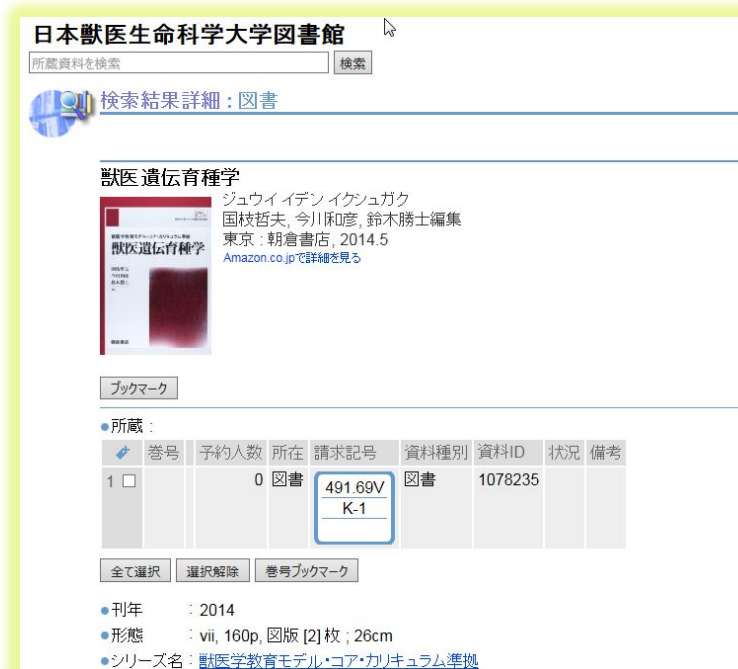 日本獣医生命科学大学図書館
所蔵資料を検索 検索
検索結果詳細 : 図書
獣医遺伝育種学
ジュウイ イデン イクシュガク
国枝哲夫, 今川和彦, 鈴木勝士編集
東京 : 朝倉書店, 2014.5
Amazon.co.jpで詳細を見る
獣医遺伝育種学
ブックマーク
●所蔵 :
巻号 予約人数 所在 請求記号 資料種別 資料ID 状況 備考
1 0 図書 491.69V 図書 1078235
K-1
全て選択 選択解除 巻号ブックマーク
●刊年 : 2014
●形態 : vii, 160p, 図版 [2] 枚 ; 26cm
●シリーズ名 : 獣医学教育モデル・コア・カリキュラム準拠